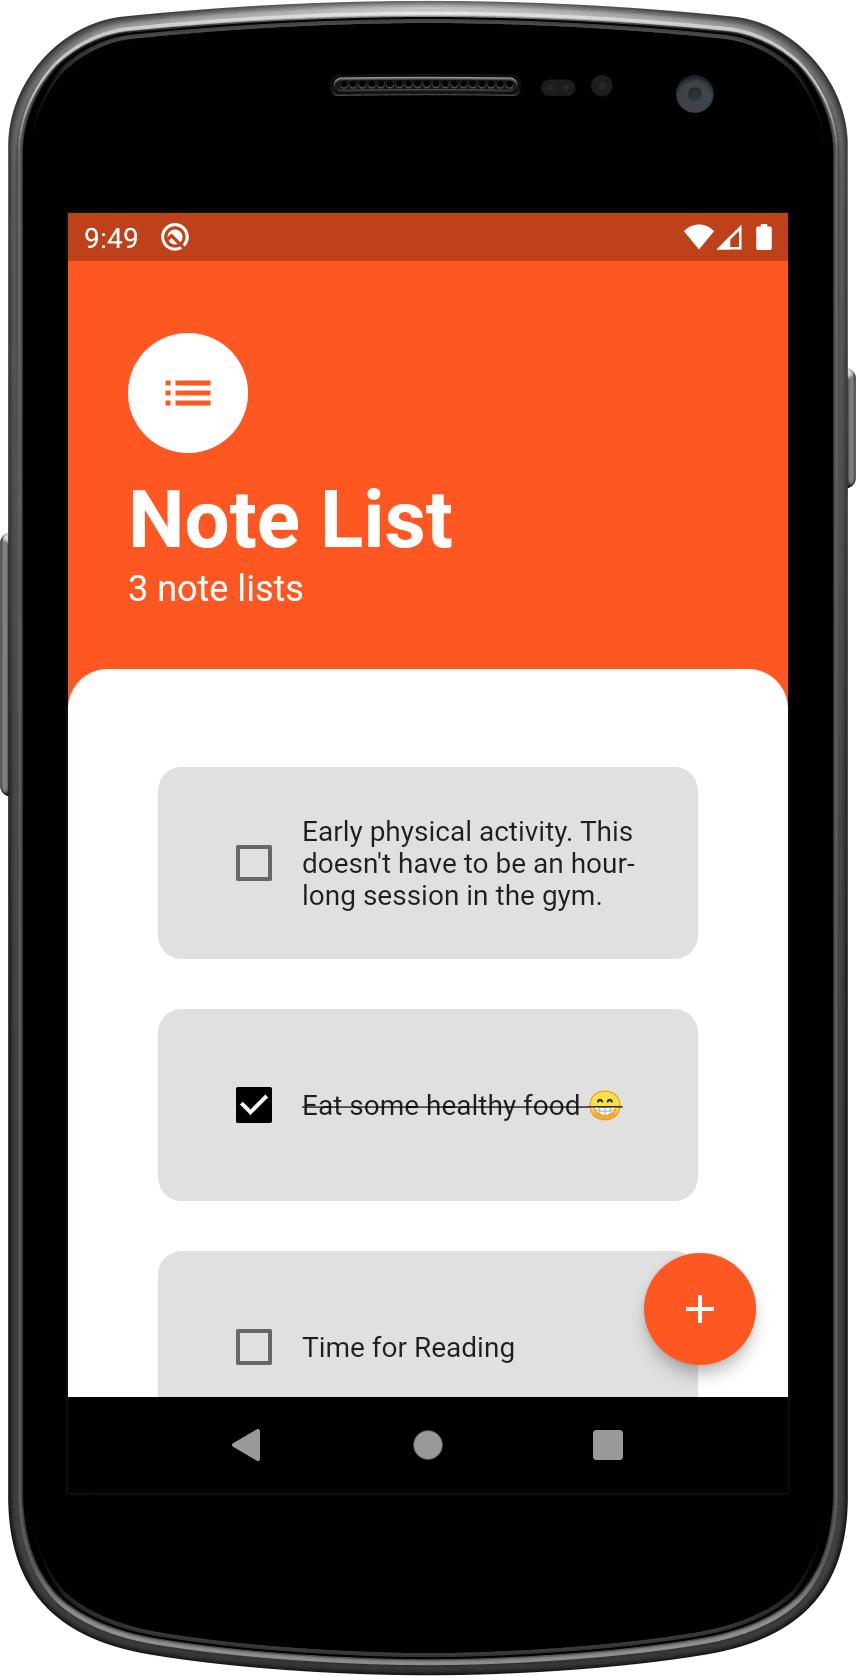 9:49
Note List
3 note lists
Early physical activity. This
doesn't have to be an hour-
long session in the gym.
Eat some healthy food 😁
Time for Reading